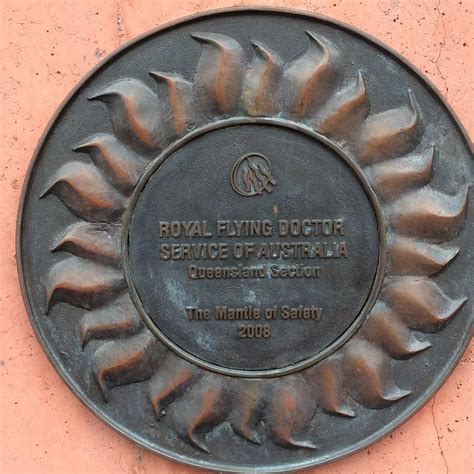 ROYAL FLYING DOCTOR
SERVICE OF AUSTRALIA
Queensland Section
The Mantle of Safety
2008